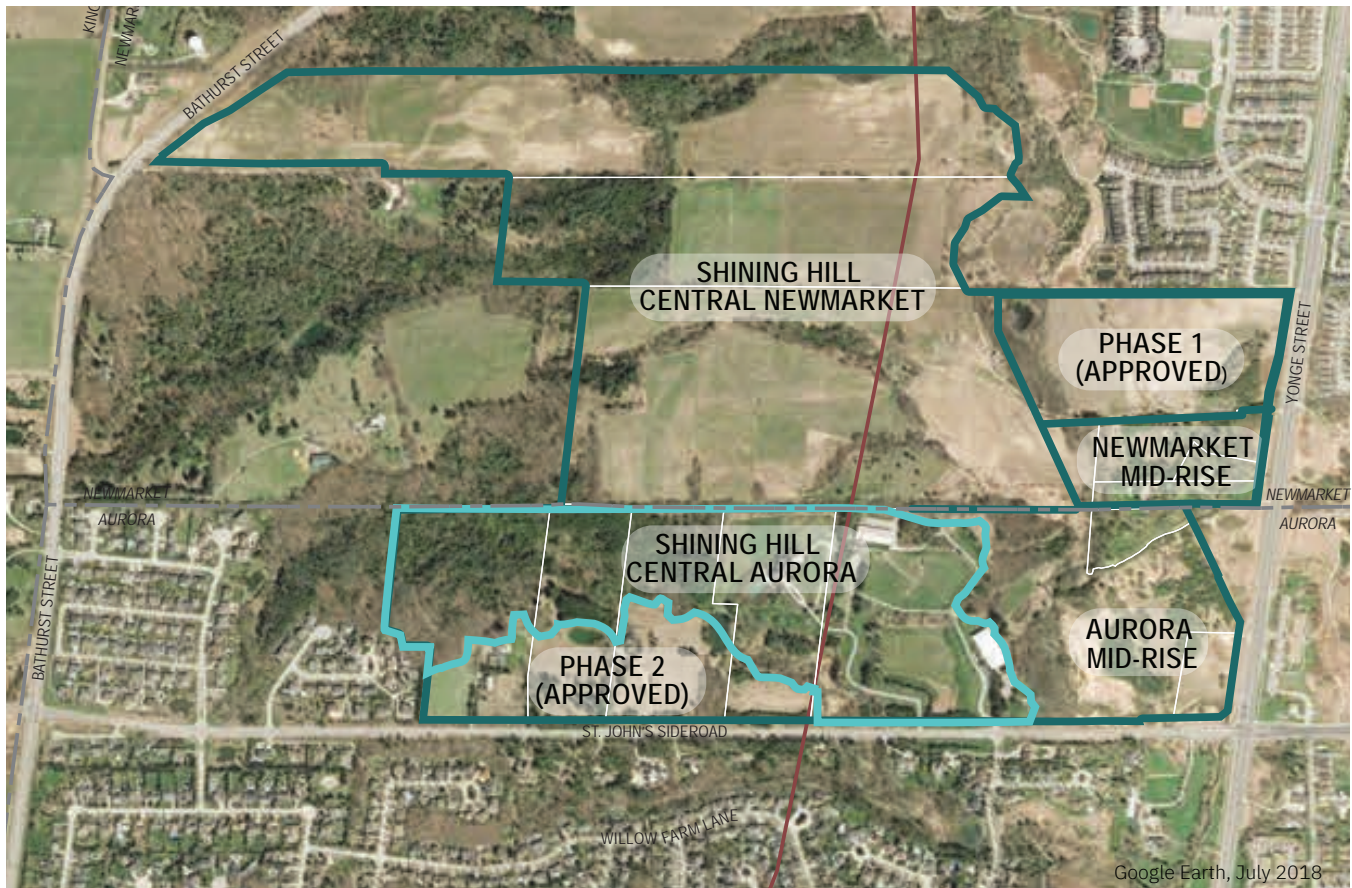 KING
NEWMAR
BATHURST STREET
SHINING HILL
CENTRAL NEWMARKET
PHASE 1
(APPROVED)
YONGE STREET
NEWMARKET
MID-RISE
NEWMARKET
AURORA
NEWMARKET
AURORA
SHINING HILL
CENTRAL AURORA
BATHURST STREET
AURORA
MID-RISE
PHASE 2
(APPROVED)
ST. JOHN'S SIDEROAD
WILLOW FARM LANE
Google Earth, July 2018